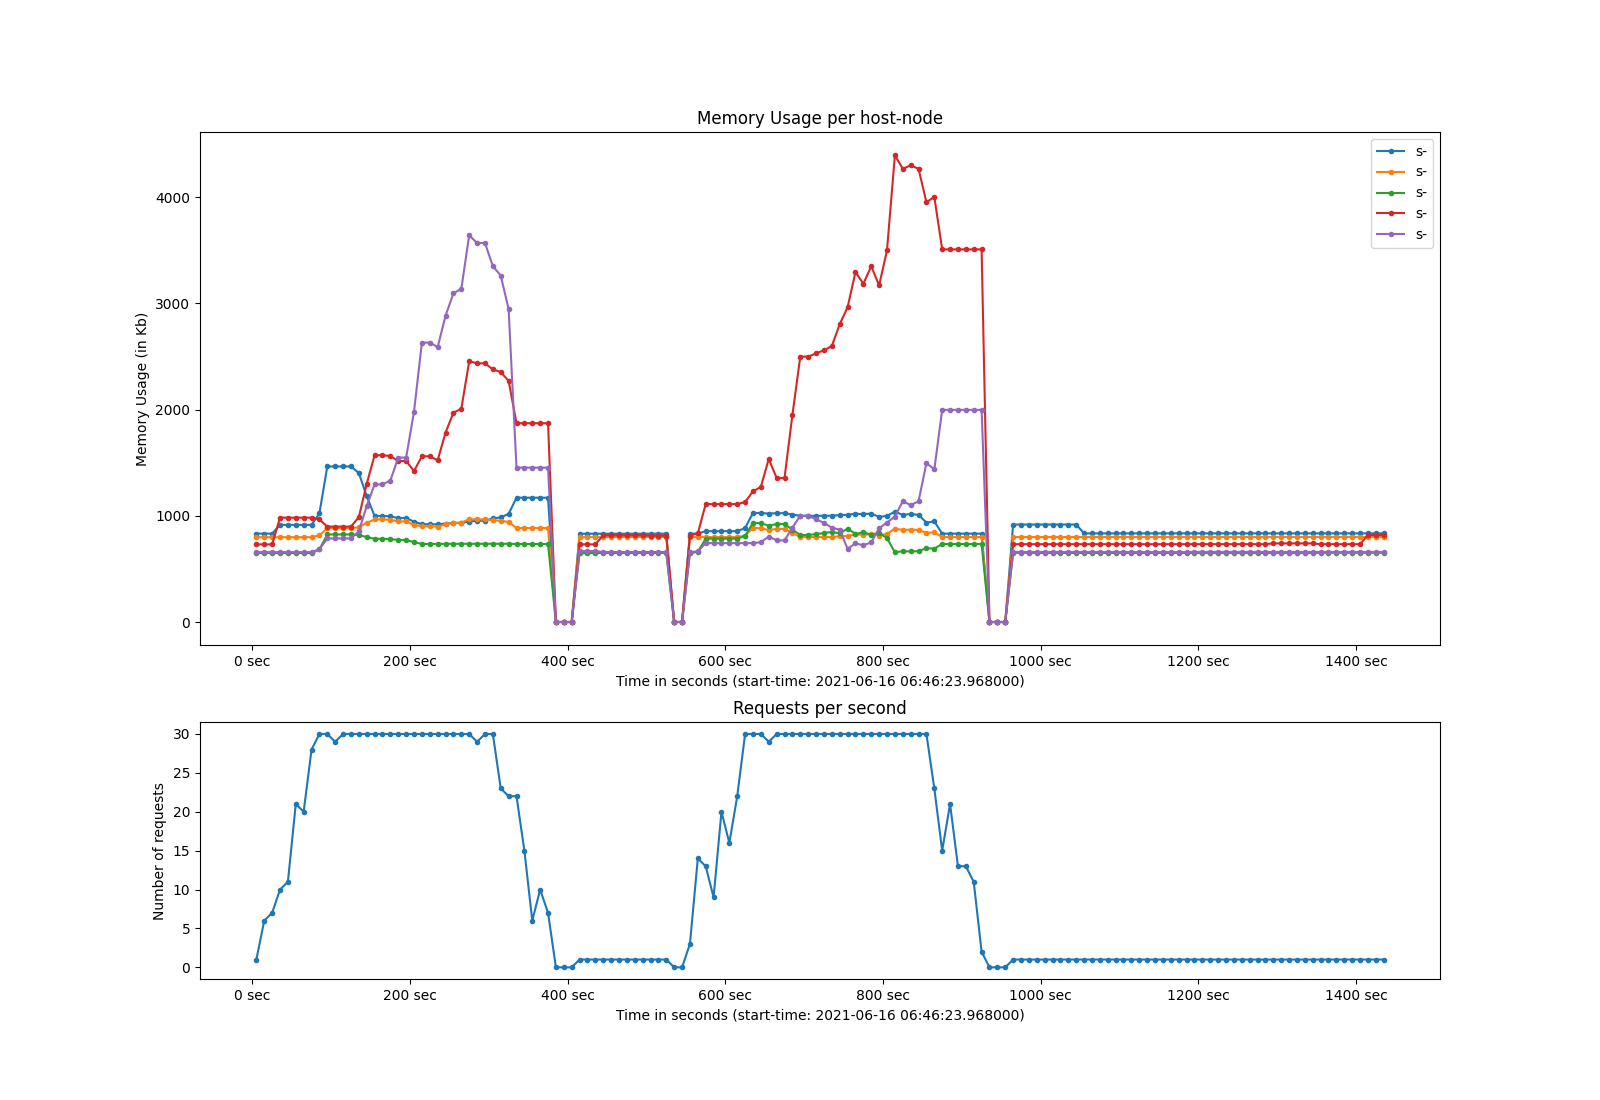 Memory Usage per host-node
s-
s-
s-
s-
s-
Memory Usage (in Kb)
4000
3000
2000
1000
0
0 sec 200 sec 400 sec 600 sec 800 sec 1000 sec 1200 sec 1400 sec
Time in seconds (start-time: 2021-06-16 06:46:23.968000)
Requests per second
Number of requests
30
25
20
15
10
5
0
0 sec 200 sec 400 sec 600 sec 800 sec 1000 sec 1200 sec 1400 sec
Time in seconds (start-time: 2021-06-16 06:46:23.968000)